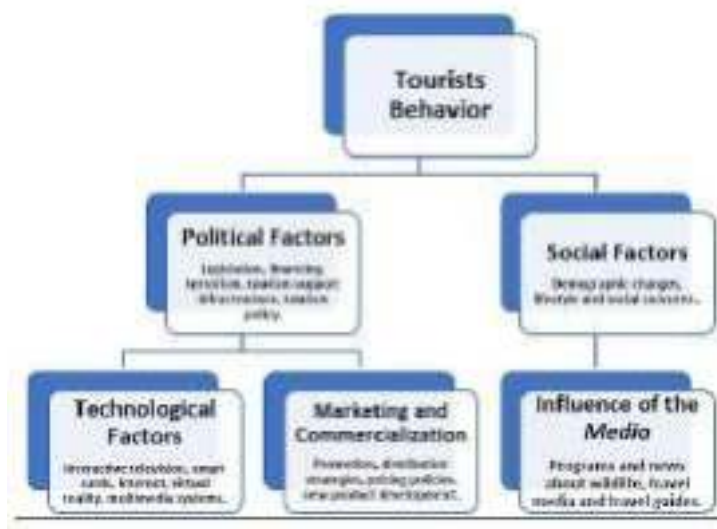 Tourists
Behavior
Political Factors
Legislation, financing,
terrorism, tourism support
infrastructure, tourism
policy.
Social Factors
Demographic changes,
lifestyle and social concerns.
Technological
Factors
Interactive television, smart
cards, internet, virtual
reality, multimedia systems.
Marketing and
Commercialization
Promotion, distribution
strategies, pricing policies,
new product development.
Influence of the
Media
Programs and news
about wildlife, travel
media and travel guides.